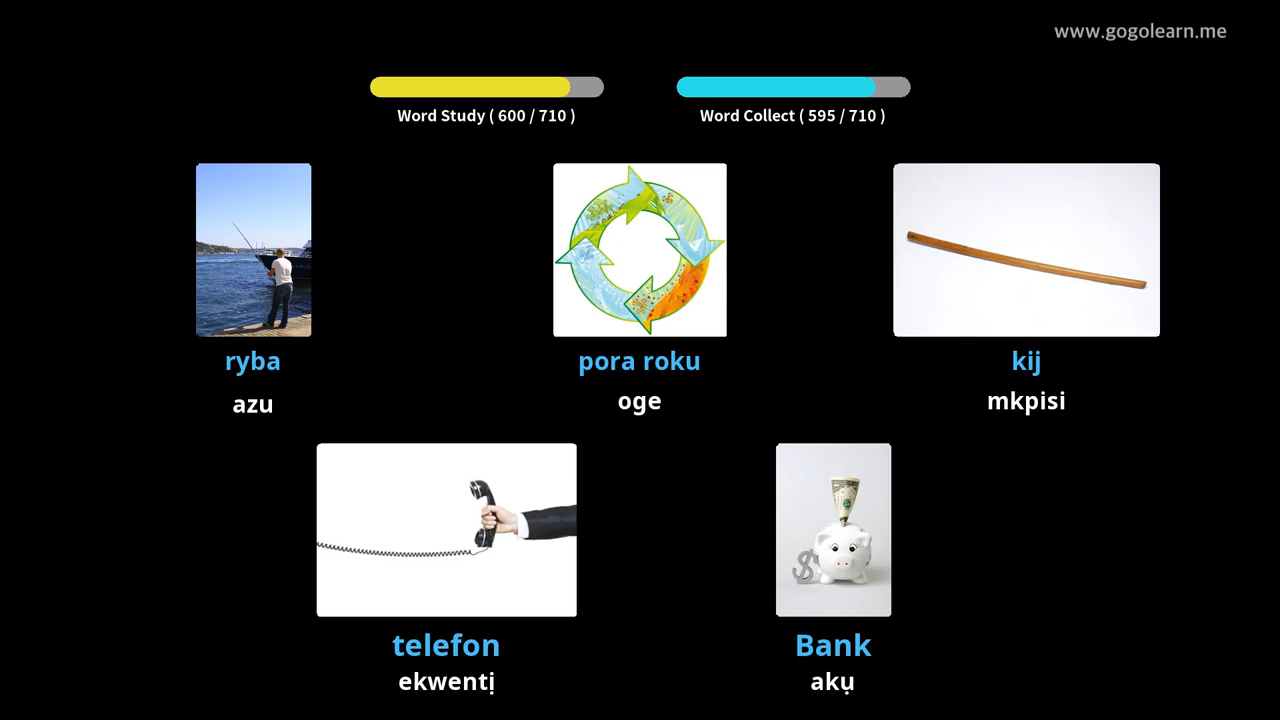 www.gogolearn.me
Word Study ( 600 / 710 )
Word Collect ( 595 / 710 )
ryba
pora roku
kij
azu
oge
mkpisi
telefon
Bank
ekwentị
akụ